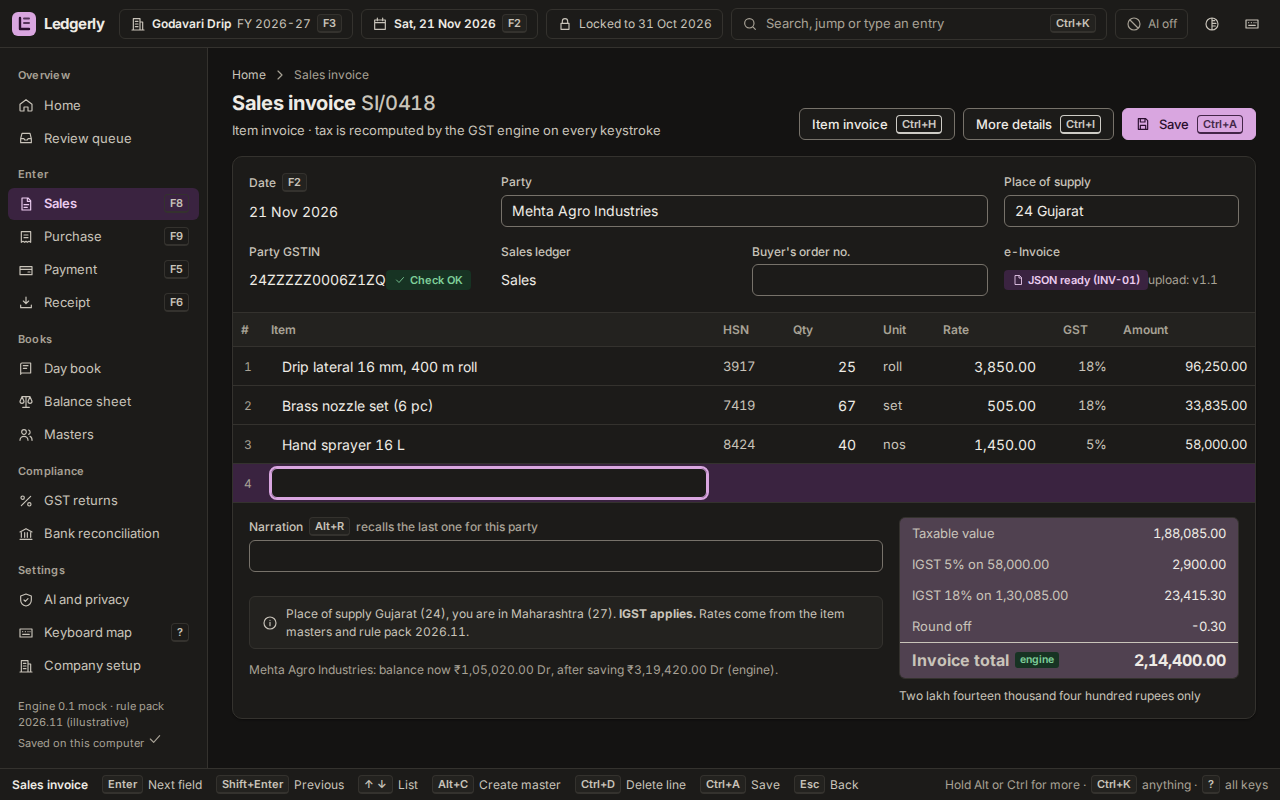 Ledgerly
Godavari Drip FY 2026-27 F3
Sat, 21 Nov 2026 F2
Locked to 31 Oct 2026
Search, jump or type an entry Ctrl+K
AI off
Overview
Home
Review queue
Enter
Sales F8
Purchase F9
Payment F5
Receipt F6
Books
Day book
Balance sheet
Masters
Compliance
GST returns
Bank reconciliation
Settings
AI and privacy
Keyboard map ?
Company setup
Engine 0.1 mock · rule pack
2026.11 (illustrative)
Saved on this computer
Home Sales invoice
Sales invoice SI/0418
Item invoice · tax is recomputed by the GST engine on every keystroke
Item invoice Ctrl+H
More details Ctrl+I
Save Ctrl+A
Date F2
21 Nov 2026
Party
Mehta Agro Industries
Place of supply
24 Gujarat
Party GSTIN
24ZZZZZ0006Z1ZQ Check OK
Sales ledger
Sales
Buyer's order no.
e-Invoice
JSON ready (INV-01) upload: v1.1
# Item HSN Qty Unit Rate GST Amount
1 Drip lateral 16 mm, 400 m roll 3917 25 roll 3,850.00 18% 96,250.00
2 Brass nozzle set (6 pc) 7419 67 set 505.00 18% 33,835.00
3 Hand sprayer 16 L 8424 40 nos 1,450.00 5% 58,000.00
4
Narration Alt+R recalls the last one for this party
Place of supply Gujarat (24), you are in Maharashtra (27). IGST applies. Rates come from the item
masters and rule pack 2026.11.
Mehta Agro Industries: balance now ₹1,05,020.00 Dr, after saving ₹3,19,420.00 Dr (engine).
Taxable value 1,88,085.00
IGST 5% on 58,000.00 2,900.00
IGST 18% on 1,30,085.00 23,415.30
Round off -0.30
Invoice total engine 2,14,400.00
Two lakh fourteen thousand four hundred rupees only
Sales invoice Enter Next field Shift+Enter Previous ↑↓ List Alt+C Create master Ctrl+D Delete line Ctrl+A Save Esc Back Hold Alt or Ctrl for more · Ctrl+K anything · ? all keys